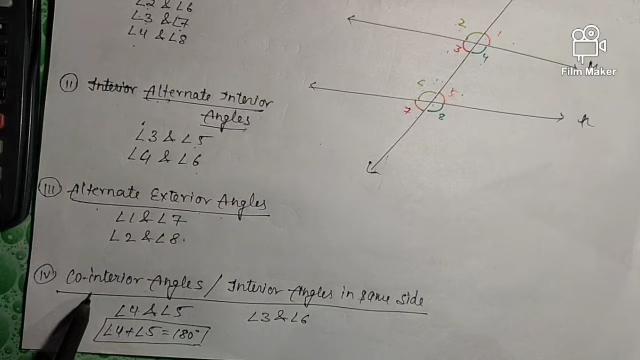 ∠2 & ∠6
∠3 & ∠7
∠4 & ∠8
(II) Alternate Interior
Angles
∠3 & ∠5
∠4 & ∠6
(III) Alternate Exterior Angles
∠1 & ∠7
∠2 & ∠8.
(IV) Co-interior Angles / Interior Angles in same side
∠4 & ∠5 ∠3 & ∠6
∠4+∠5=180°
2 1
3 4
6 5
7 8
Film Maker